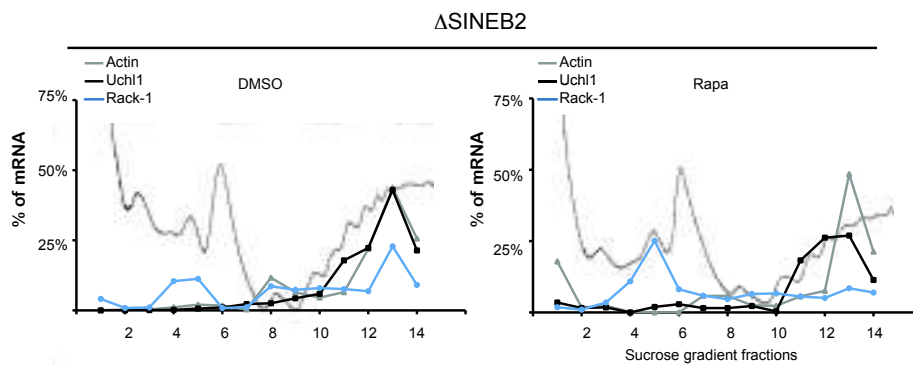 ΔSINEB2
Actin
Uchl1
Rack-1
DMSO
75%
50%
25%
% of mRNA
2 4 6 8 10 12 14
Actin
Uchl1
Rack-1
Rapa
75%
50%
25%
% of mRNA
2 4 6 8 10 12 14
Sucrose gradient fractions